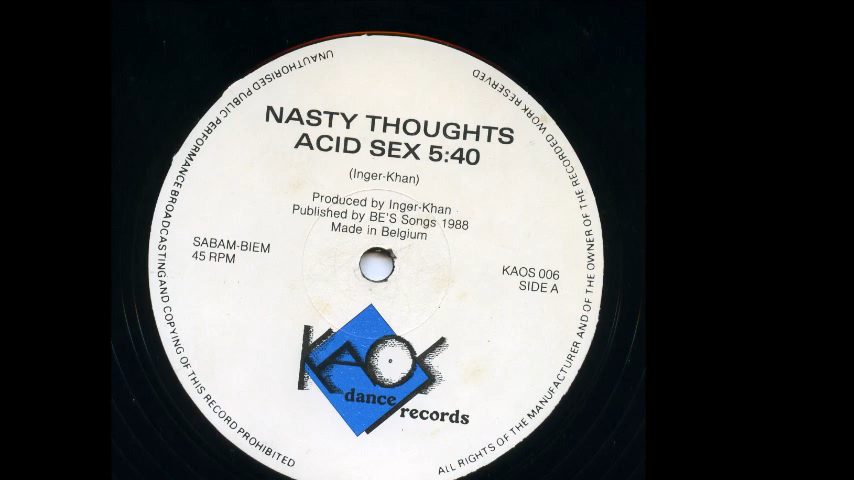 NASTY THOUGHTS
ACID SEX 5:40
(Inger-Khan)
Produced by Inger-Khan
Published by BE'S Songs 1988
Made in Belgium
SABAM-BIEM
45 RPM
KAOS 006
SIDE A
KAOS
dance
records
ALL RIGHTS OF THE MANUFACTURER AND OF THE OWNER OF THE RECORDED WORK RESERVED
UNAUTHORISED PUBLIC PERFORMANCE BROADCASTING AND COPYING OF THIS RECORD PROHIBITED